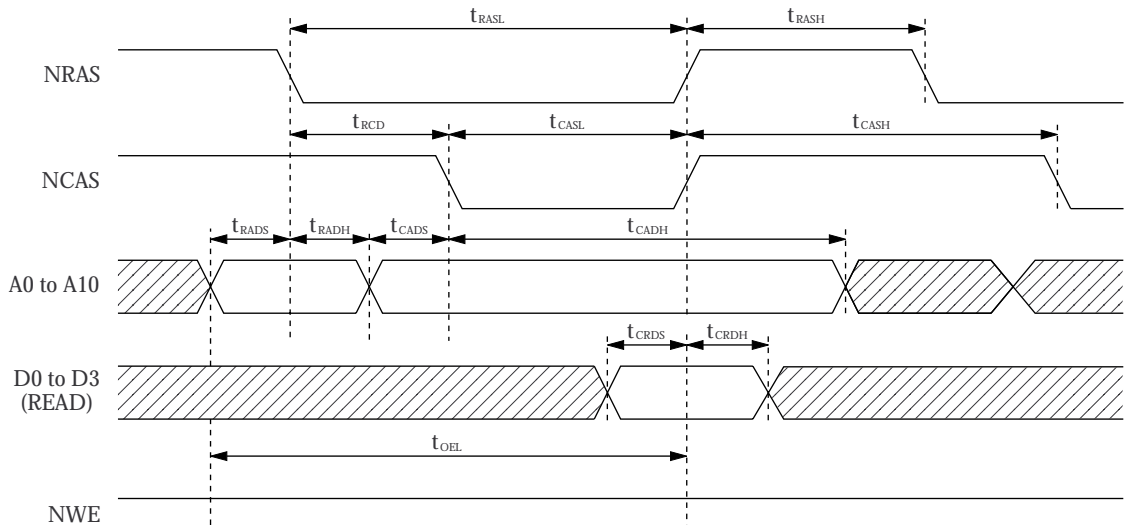 tRASL tRASH
NRAS
tRCD tCASL tCASH
NCAS
tRADS tRADH tCADS tCADH
A0 to A10
tCRDS tCRDH
D0 to D3
(READ)
tOEL
NWE